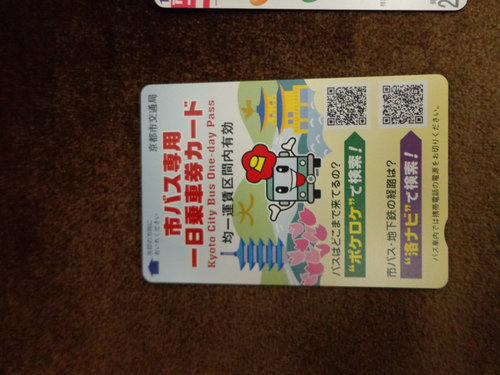 京都市交通局
市バス専用
一日乗車券カード
Kyoto City Bus One-day Pass
均一運賃区間内有効
バスはどこまで来てるの?
“ポケロケ”で検索!
市バス・地下鉄の経路は?
“洛ナビ”で検索!
バス車内では携帯電話の電源をお切りください。